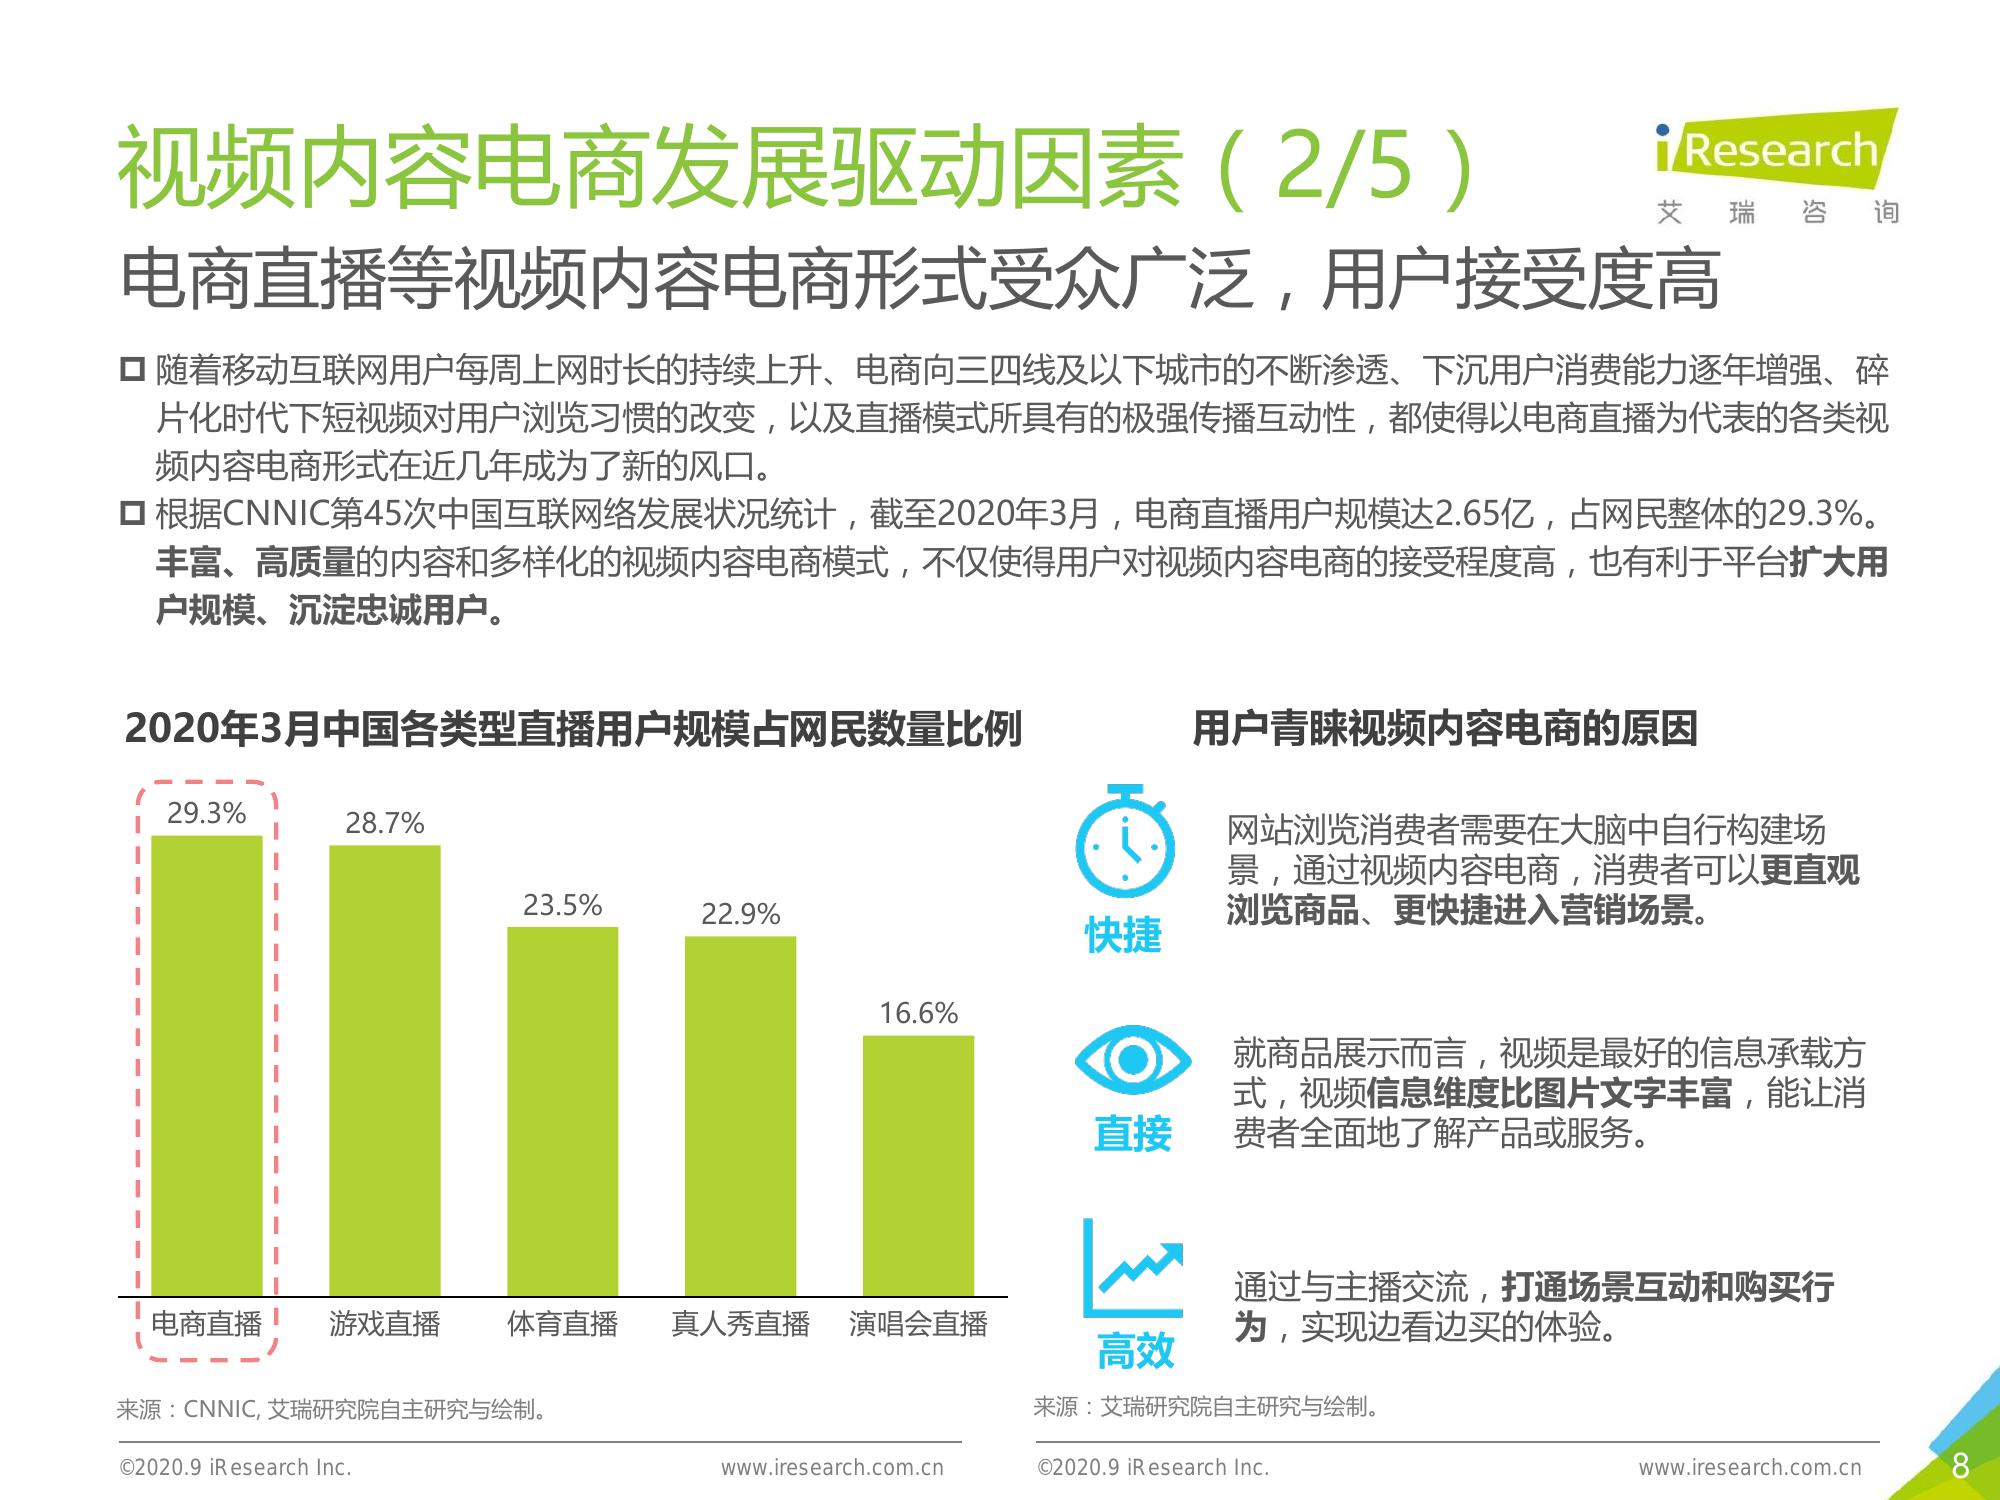 视频内容电商发展驱动因素（2/5）
iResearch
艾瑞咨询
电商直播等视频内容电商形式受众广泛，用户接受度高
随着移动互联网用户每周上网时长的持续上升、电商向三四线及以下城市的不断渗透、下沉用户消费能力逐年增强、碎
片化时代下短视频对用户浏览习惯的改变，以及直播模式所具有的极强传播互动性，都使得以电商直播为代表的各类视
频内容电商形式在近几年成为了新的风口。
根据CNNIC第45次中国互联网络发展状况统计，截至2020年3月，电商直播用户规模达2.65亿，占网民整体的29.3%。
丰富、高质量的内容和多样化的视频内容电商模式，不仅使得用户对视频内容电商的接受程度高，也有利于平台扩大用
户规模、沉淀忠诚用户。
2020年3月中国各类型直播用户规模占网民数量比例
29.3%
28.7%
23.5%
22.9%
16.6%
电商直播
游戏直播
体育直播
真人秀直播
演唱会直播
来源：CNNIC, 艾瑞研究院自主研究与绘制。
用户青睐视频内容电商的原因
快捷
网站浏览消费者需要在大脑中自行构建场
景，通过视频内容电商，消费者可以更直观
浏览商品、更快捷进入营销场景。
直接
就商品展示而言，视频是最好的信息承载方
式，视频信息维度比图片文字丰富，能让消
费者全面地了解产品或服务。
高效
通过与主播交流，打通场景互动和购买行
为，实现边看边买的体验。
来源：艾瑞研究院自主研究与绘制。
©2020.9 iResearch Inc.
www.iresearch.com.cn
©2020.9 iResearch Inc.
www.iresearch.com.cn
8